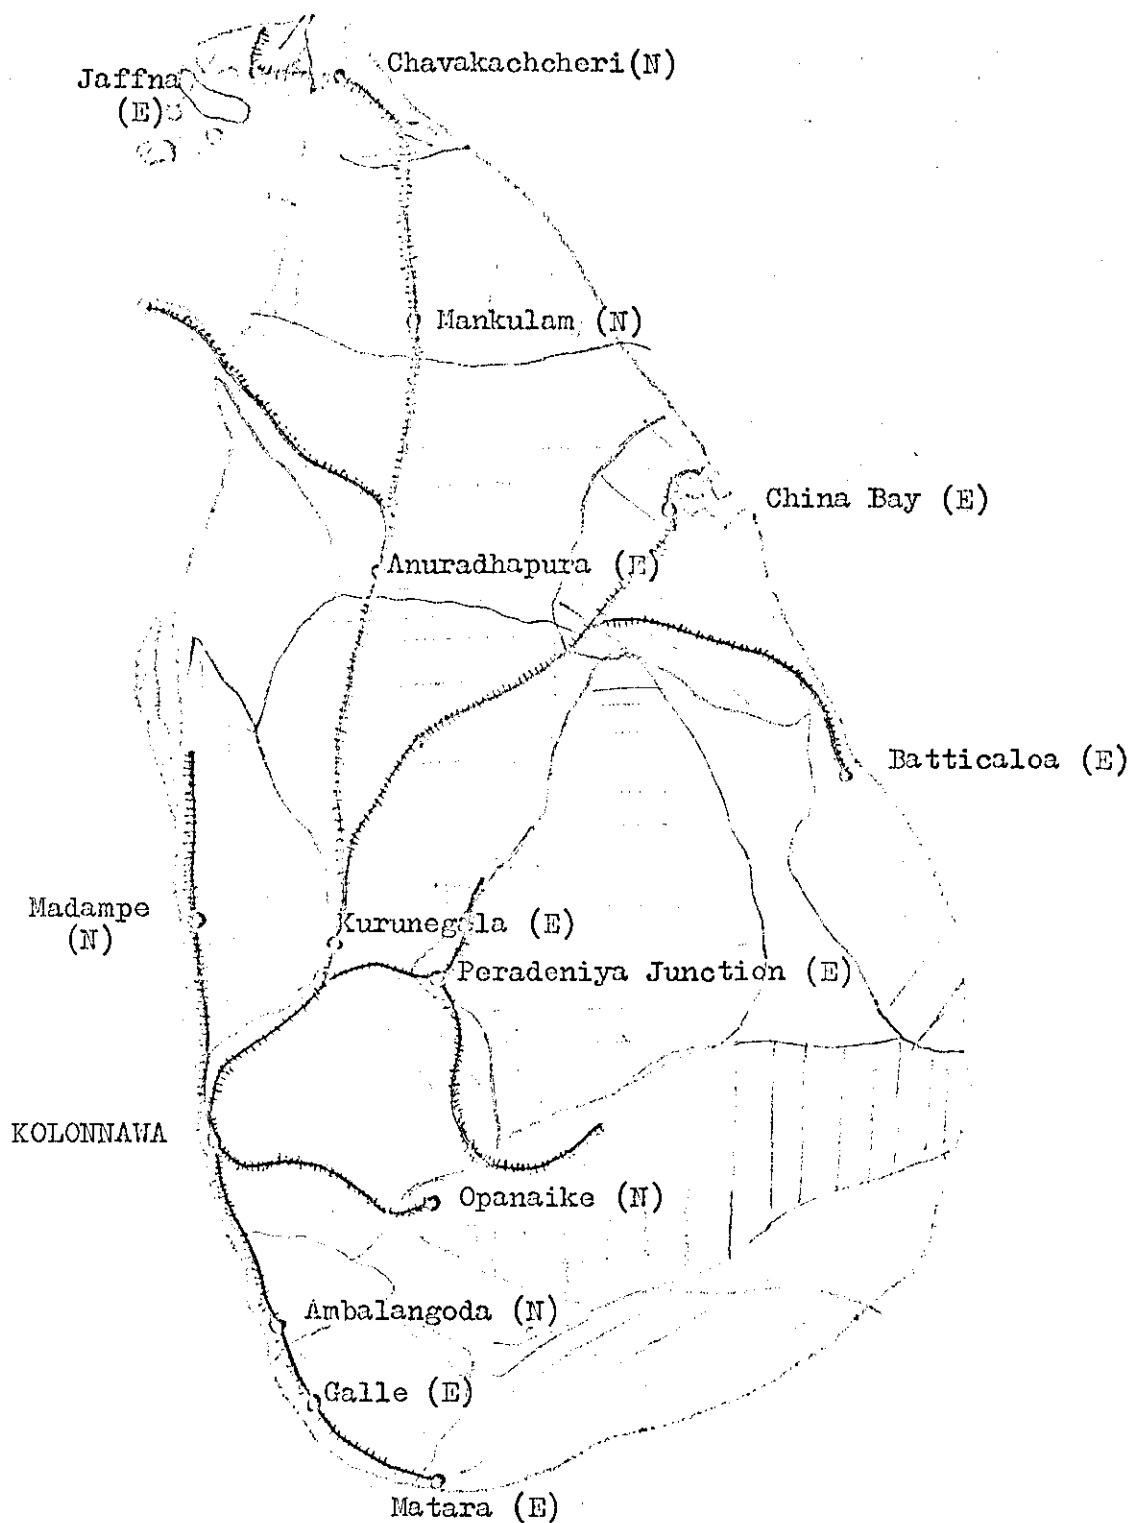 Chavakachcheri(N)
Jaffna
(E)
Mankulam (N)
China Bay (E)
Anuradhapura (E)
Batticaloa (E)
Madampe
(N)
Kurunegala (E)
Peradeniya Junction (E)
KOLONNAWA
Opanaike (N)
Ambalangoda (N)
Galle (E)
Matara (E)